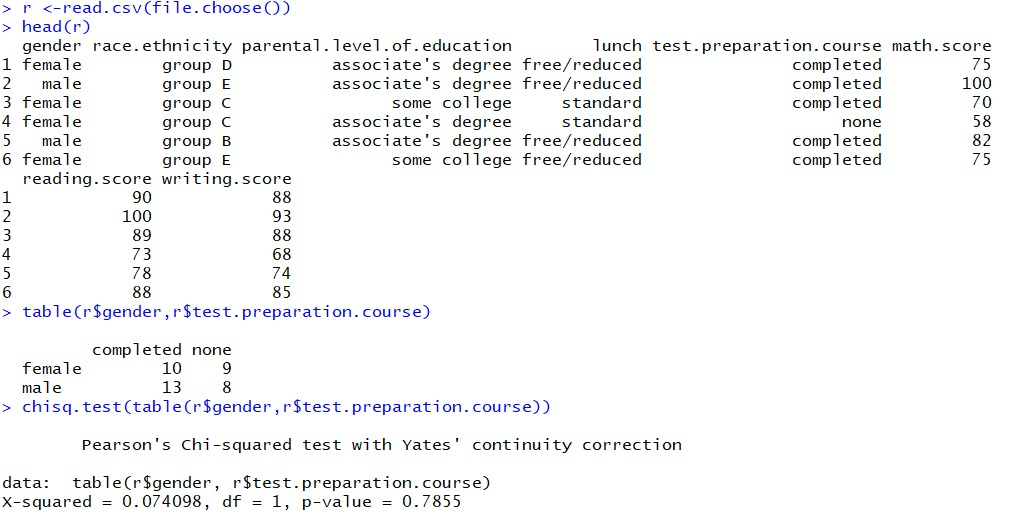 > r <-read.csv(file.choose())
> head(r)
  gender race.ethnicity parental.level.of.education        lunch test.preparation.course math.score
1 female        group D          associate's degree free/reduced               completed         75
2   male        group E          associate's degree free/reduced               completed        100
3 female        group C                some college     standard               completed         70
4 female        group C          associate's degree     standard                    none         58
5   male        group B          associate's degree free/reduced               completed         82
6 female        group E                some college free/reduced               completed         75
  reading.score writing.score
1            90            88
2           100            93
3            89            88
4            73            68
5            78            74
6            88            85
> table(r$gender,r$test.preparation.course)
         completed none
  female        10    9
  male          13    8
> chisq.test(table(r$gender,r$test.preparation.course))
        Pearson's Chi-squared test with Yates' continuity correction
data:  table(r$gender, r$test.preparation.course)
X-squared = 0.074098, df = 1, p-value = 0.7855